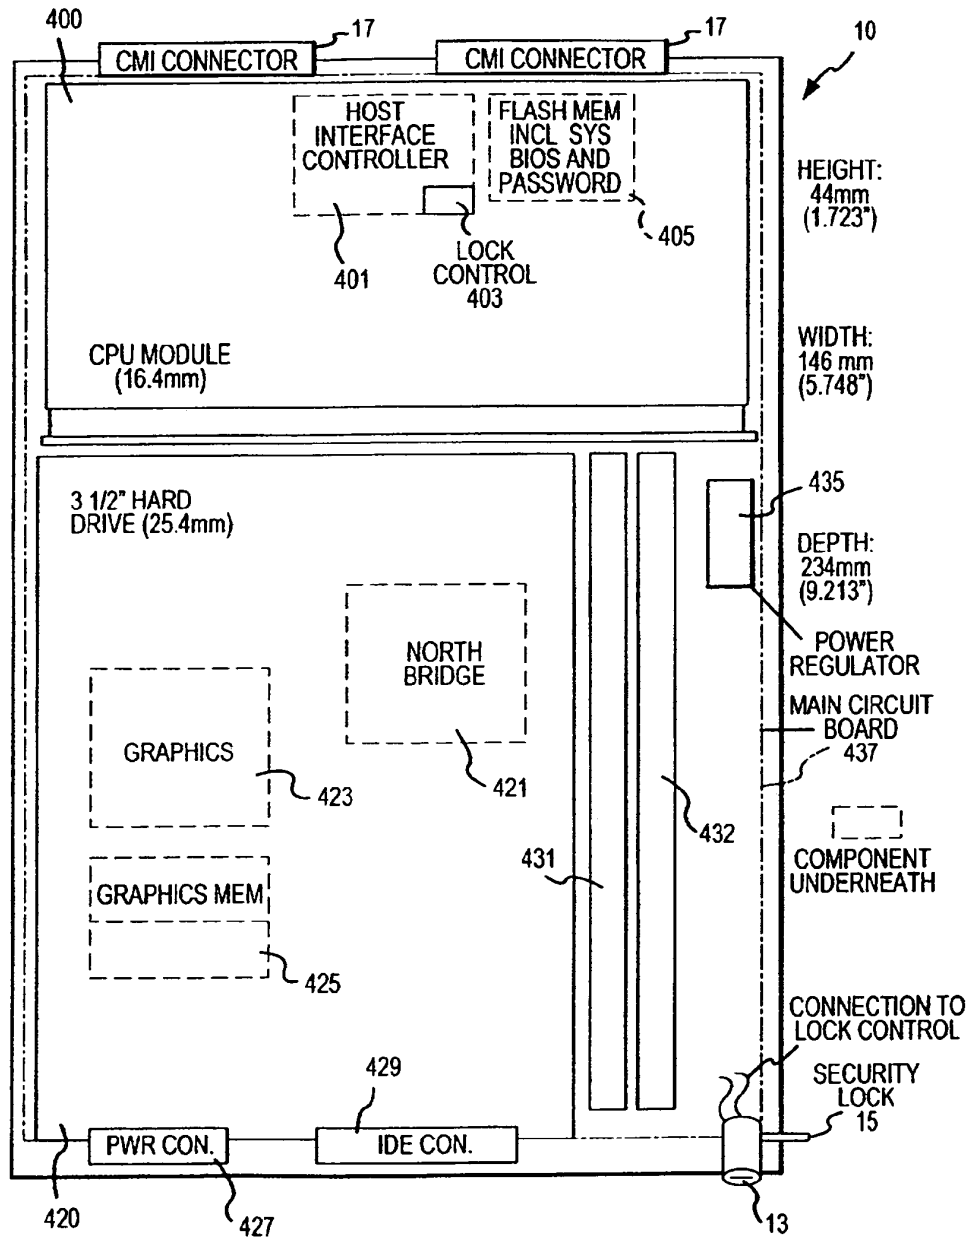 400
17
17
10
CMI CONNECTOR
CMI CONNECTOR
HOST
INTERFACE
CONTROLLER
FLASH MEM
INCL SYS
BIOS AND
PASSWORD
HEIGHT:
44mm
(1.723")
401
LOCK
CONTROL
403
405
CPU MODULE
(16.4mm)
WIDTH:
146 mm
(5.748")
3 1/2" HARD
DRIVE (25.4mm)
435
DEPTH:
234mm
(9.213")
NORTH
BRIDGE
POWER
REGULATOR
GRAPHICS
423
421
MAIN CIRCUIT
BOARD
437
432
431
COMPONENT
UNDERNEATH
GRAPHICS MEM
425
CONNECTION TO
LOCK CONTROL
429
SECURITY
LOCK
15
PWR CON.
IDE CON.
420
427
13